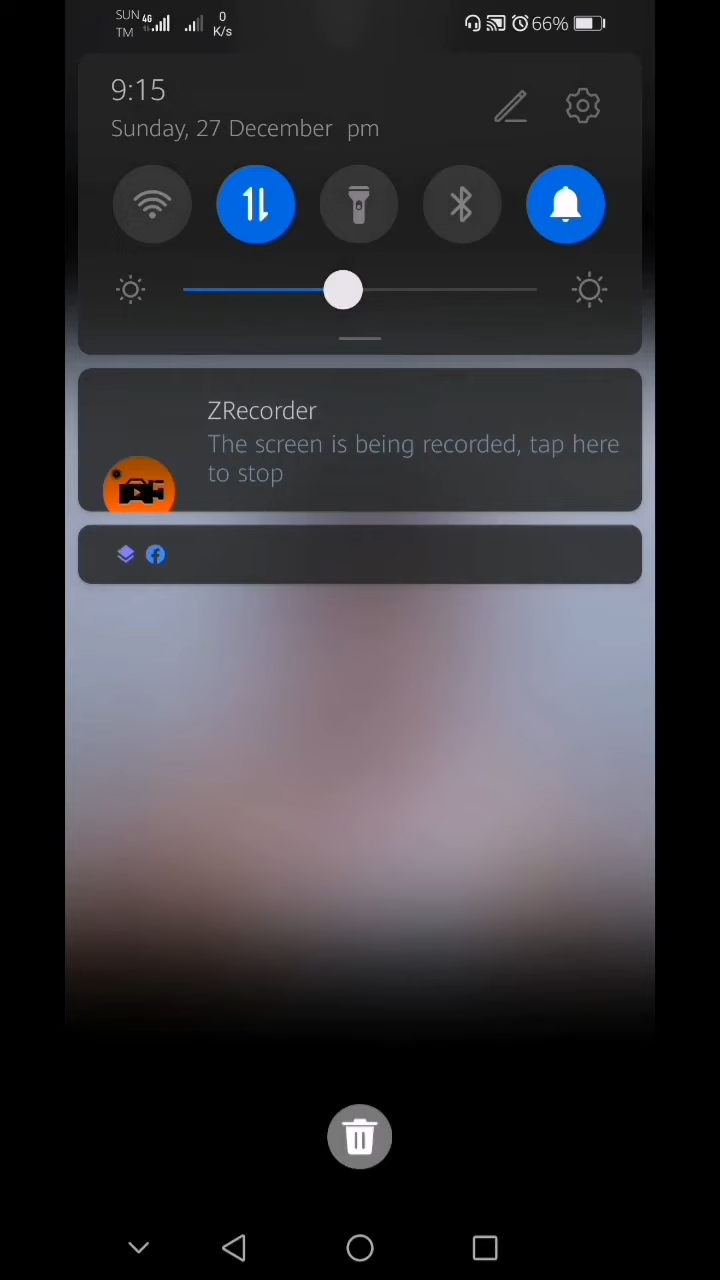 SUN 4G 0
TM K/s
66%
9:15
Sunday, 27 December pm
ZRecorder
The screen is being recorded, tap here
to stop